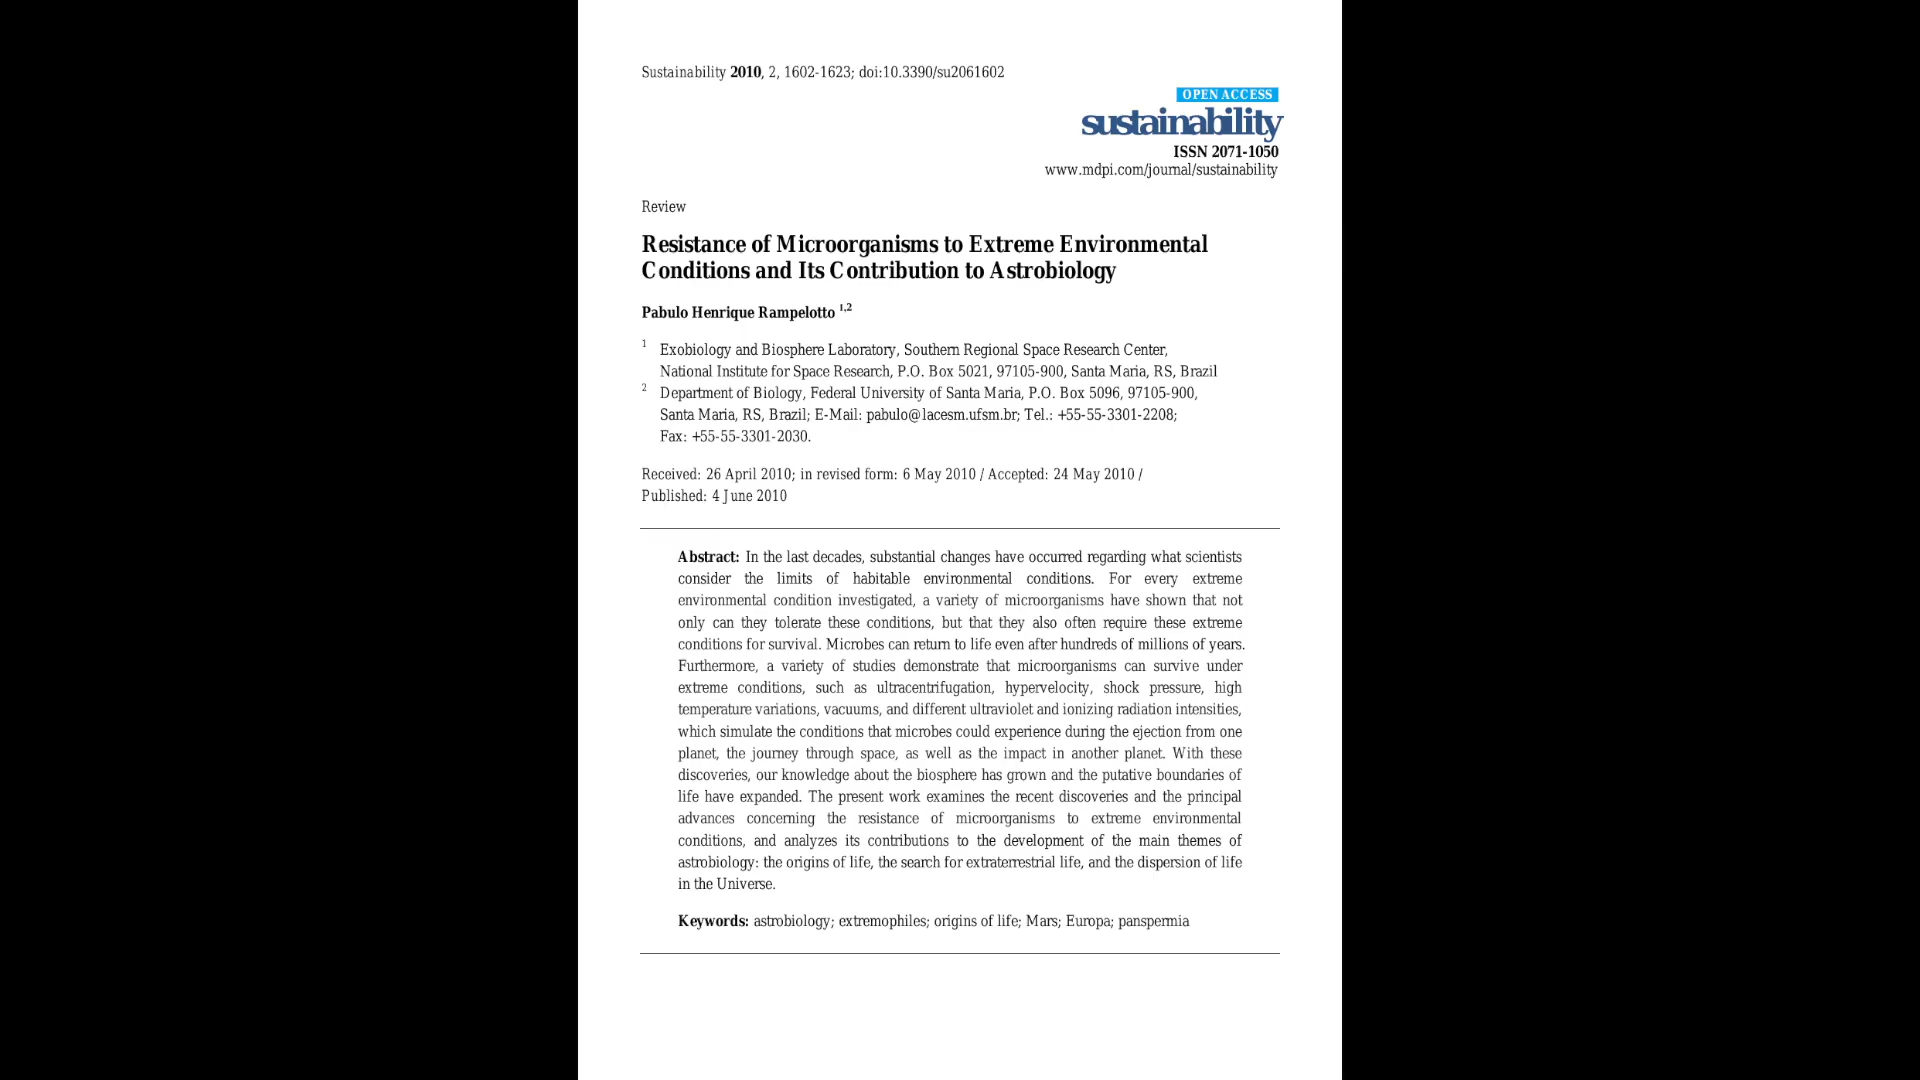 Sustainability 2010, 2, 1602-1623; doi:10.3390/su2061602
OPEN ACCESS
sustainability
ISSN 2071-1050
www.mdpi.com/journal/sustainability
Review
Resistance of Microorganisms to Extreme Environmental
Conditions and Its Contribution to Astrobiology
Pabulo Henrique Rampelotto 1,2
1 Exobiology and Biosphere Laboratory, Southern Regional Space Research Center,
National Institute for Space Research, P.O. Box 5021, 97105-900, Santa Maria, RS, Brazil
2 Department of Biology, Federal University of Santa Maria, P.O. Box 5096, 97105-900,
Santa Maria, RS, Brazil; E-Mail: pabulo@lacesm.ufsm.br; Tel.: +55-55-3301-2208;
Fax: +55-55-3301-2030.
Received: 26 April 2010; in revised form: 6 May 2010 / Accepted: 24 May 2010 /
Published: 4 June 2010
Abstract: In the last decades, substantial changes have occurred regarding what scientists
consider the limits of habitable environmental conditions. For every extreme
environmental condition investigated, a variety of microorganisms have shown that not
only can they tolerate these conditions, but that they also often require these extreme
conditions for survival. Microbes can return to life even after hundreds of millions of years.
Furthermore, a variety of studies demonstrate that microorganisms can survive under
extreme conditions, such as ultracentrifugation, hypervelocity, shock pressure, high
temperature variations, vacuums, and different ultraviolet and ionizing radiation intensities,
which simulate the conditions that microbes could experience during the ejection from one
planet, the journey through space, as well as the impact in another planet. With these
discoveries, our knowledge about the biosphere has grown and the putative boundaries of
life have expanded. The present work examines the recent discoveries and the principal
advances concerning the resistance of microorganisms to extreme environmental
conditions, and analyzes its contributions to the development of the main themes of
astrobiology: the origins of life, the search for extraterrestrial life, and the dispersion of life
in the Universe.
Keywords: astrobiology; extremophiles; origins of life; Mars; Europa; panspermia